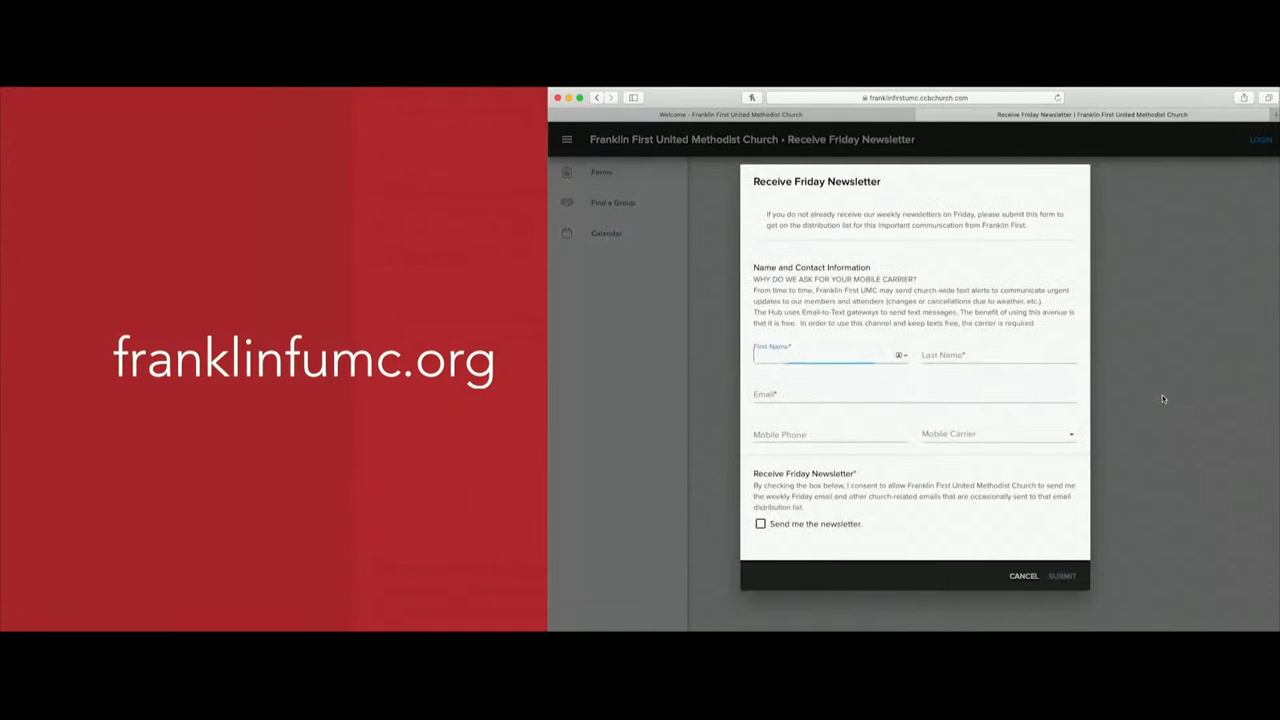 franklinfumc.org
franklinfirstumc.ccbchurch.com
Welcome - Franklin First United Methodist Church
Receive Friday Newsletter | Franklin First United Methodist Church
Franklin First United Methodist Church • Receive Friday Newsletter
LOGIN
Forms
Find a Group
Calendar
Receive Friday Newsletter
If you do not already receive our weekly newsletters on Friday, please submit this form to
get on the distribution list for this important communication from Franklin First.
Name and Contact Information
WHY DO WE ASK FOR YOUR MOBILE CARRIER?
From time to time, Franklin First UMC may send church-wide text alerts to communicate urgent
updates to our members and attenders (changes or cancellations due to weather, etc.).
The Hub uses Email-to-Text gateways to send text messages. The benefit of using this avenue is
that it is free. In order to use this channel and keep texts free, the carrier is required.
First Name*
Last Name*
Email*
Mobile Phone
Mobile Carrier
Receive Friday Newsletter*
By checking the box below, I consent to allow Franklin First United Methodist Church to send me
the weekly Friday email and other church-related emails that are occasionally sent to that email
distribution list.
Send me the newsletter.
CANCEL
SUBMIT